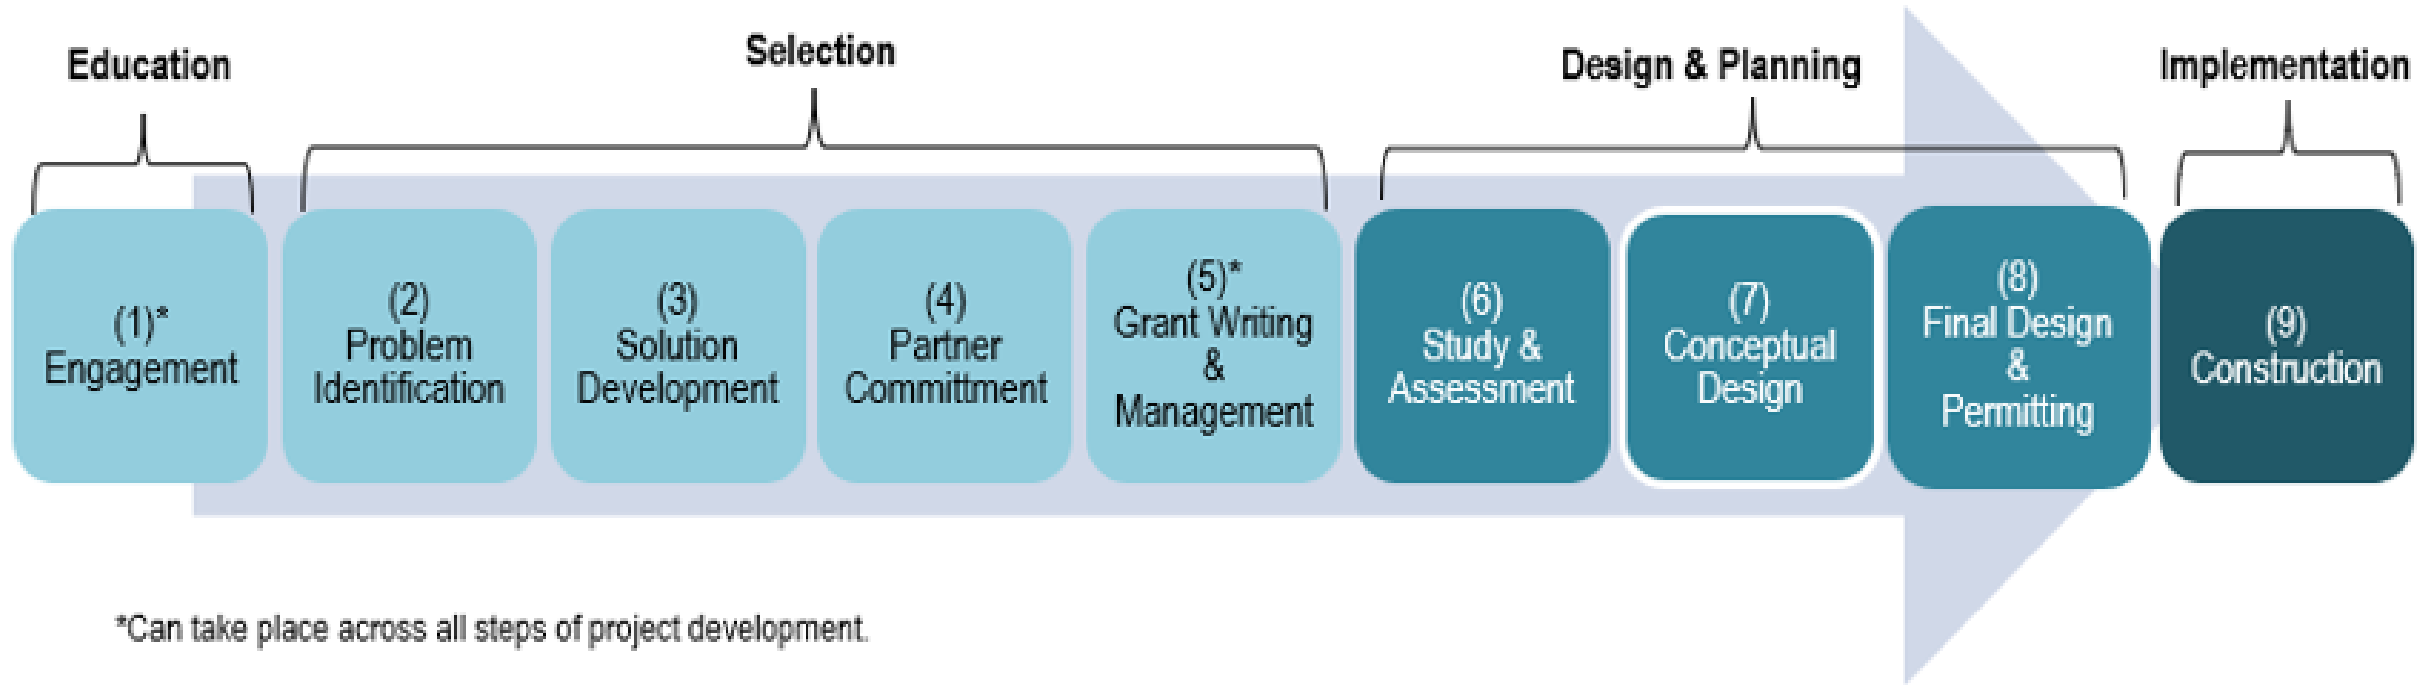 Education
Selection
Design & Planning
Implementation
(1)*
Engagement
(2)
Problem
Identification
(3)
Solution
Development
(4)
Partner
Committment
(5)*
Grant Writing
&
Management
(6)
Study &
Assessment
(7)
Conceptual
Design
(8)
Final Design
&
Permitting
(9)
Construction
*Can take place across all steps of project development.